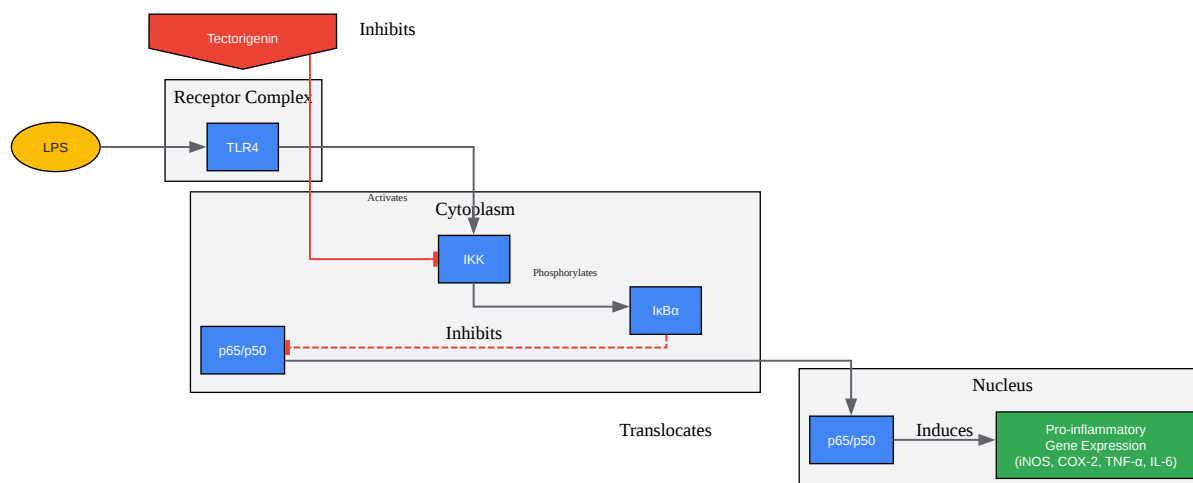 Inhibits
Tectorigenin
Receptor Complex
LPS
TLR4
Activates
Cytoplasm
IKK
Phosphorylates
IκBα
Inhibits
p65/p50
Nucleus
Translocates
p65/p50
Induces
Pro-inflammatory
Gene Expression
(iNOS, COX-2, TNF-α, IL-6)